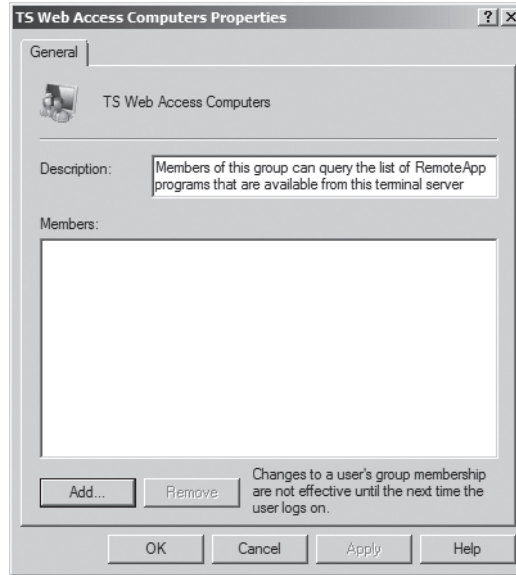 TS Web Access Computers Properties
General
TS Web Access Computers
Description:
Members of this group can query the list of RemoteApp
programs that are available from this terminal server
Members:
Add...
Remove
Changes to a user's group membership
are not effective until the next time the
user logs on.
OK
Cancel
Apply
Help